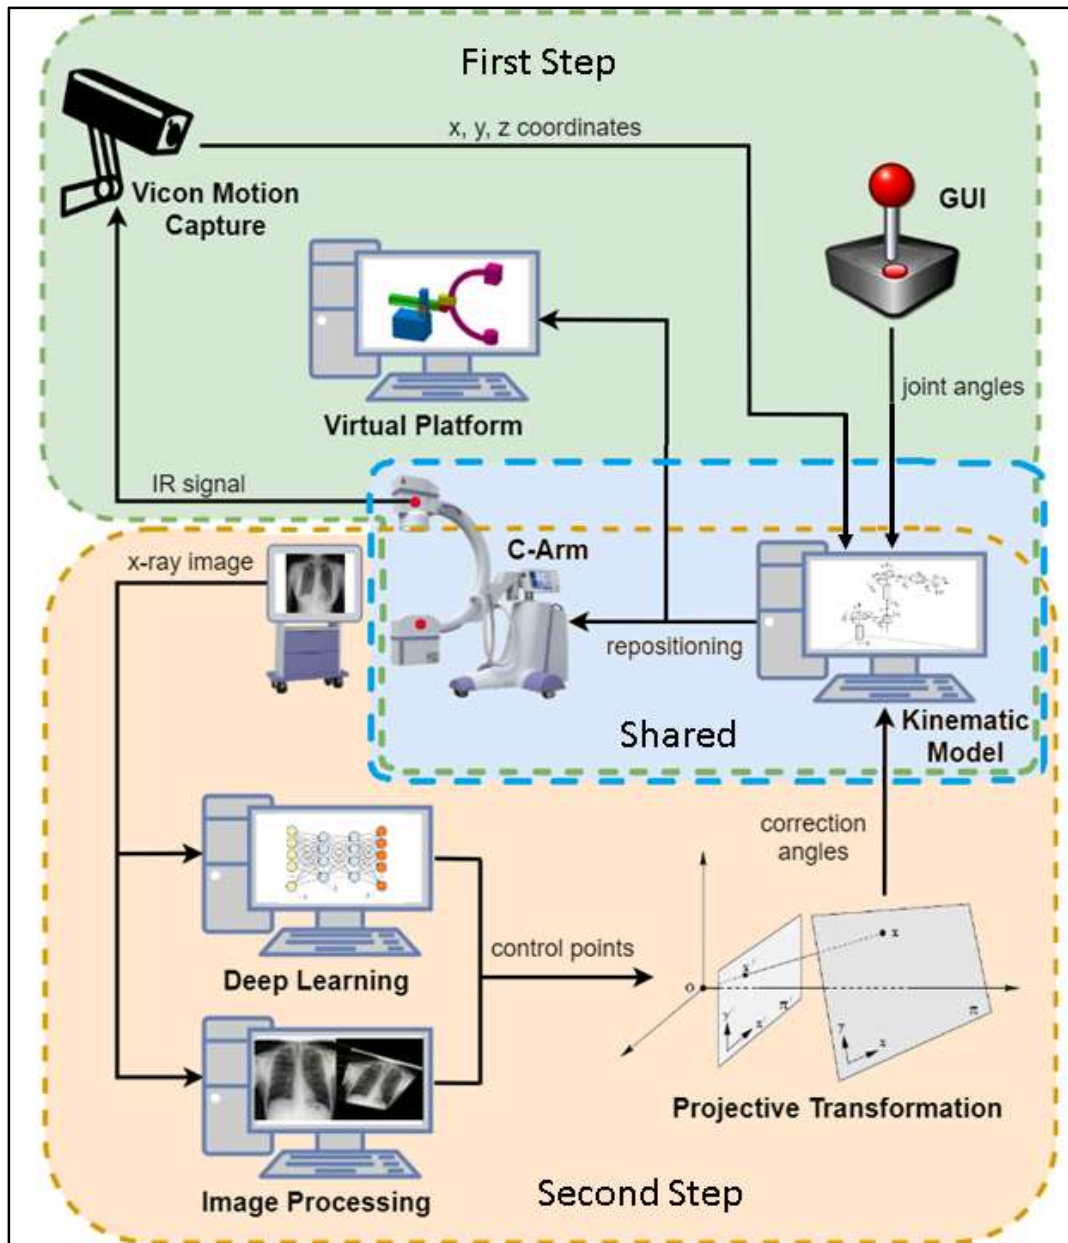 First Step
x, y, z coordinates
Vicon Motion
Capture
GUI
joint angles
Virtual Platform
IR signal
x-ray image
C-Arm
repositioning
Shared
Kinematic
Model
correction
angles
Deep Learning
control points
O
x'
x
y'
x'
π'
y
x
π
Projective Transformation
Image Processing
Second Step